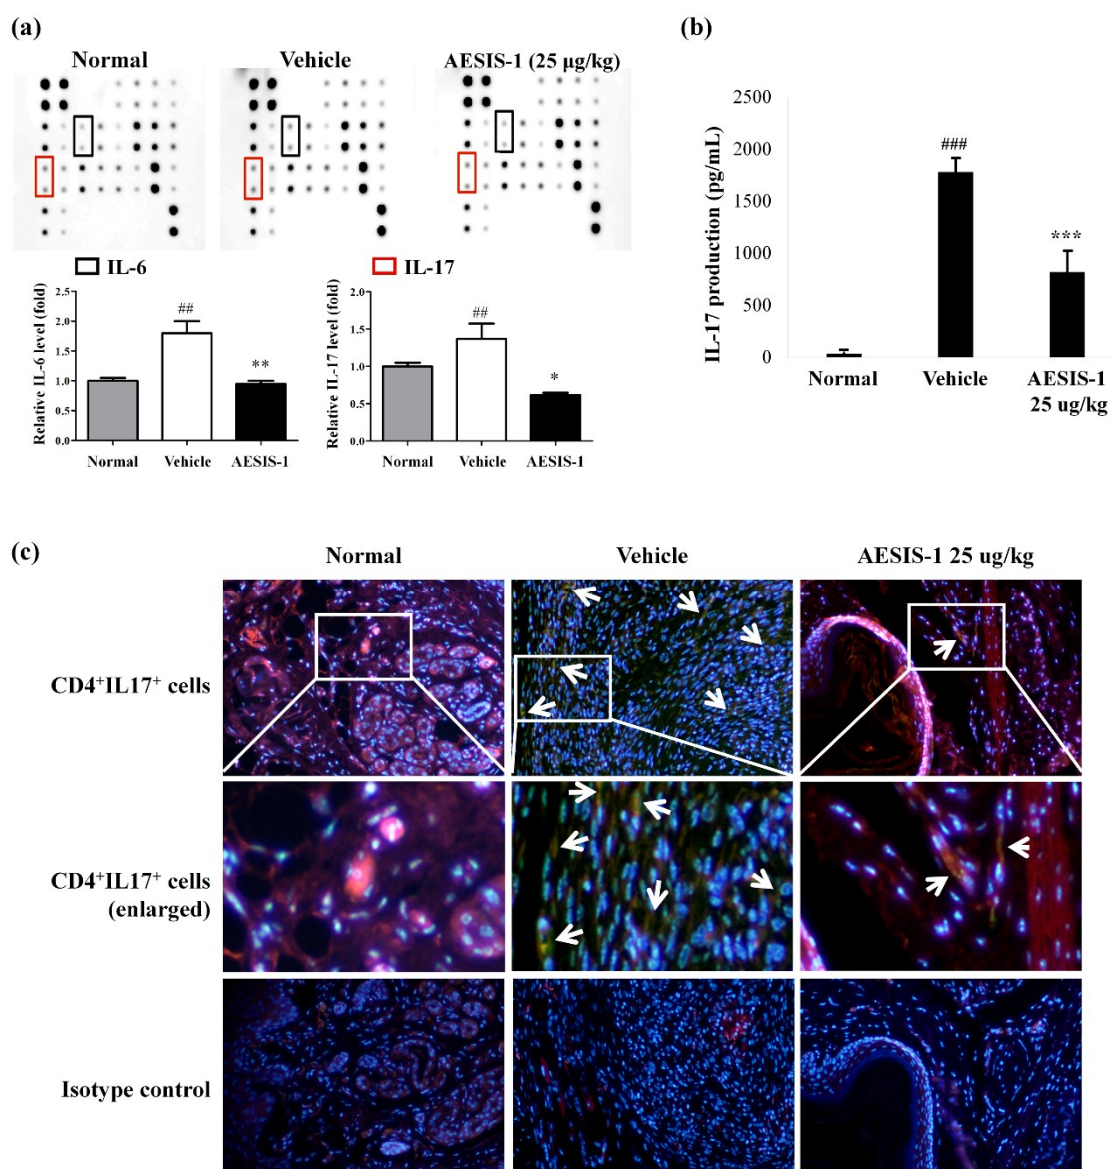 (a)
Normal
Vehicle
AESIS-1 (25 μg/kg)
IL-6
IL-17
Relative IL-6 level (fold)
2.5
2.0
1.5
1.0
0.5
0.0
##
**
Normal
Vehicle
AESIS-1
Relative IL-17 level (fold)
2.0
1.5
1.0
0.5
0.0
##
*
Normal
Vehicle
AESIS-1
(b)
IL-17 production (pg/mL)
2500
2000
1500
1000
500
0
###
***
Normal
Vehicle
AESIS-1
25 ug/kg
(c)
Normal
Vehicle
AESIS-1 25 ug/kg
CD4⁺IL17⁺ cells
CD4⁺IL17⁺ cells
(enlarged)
Isotype control